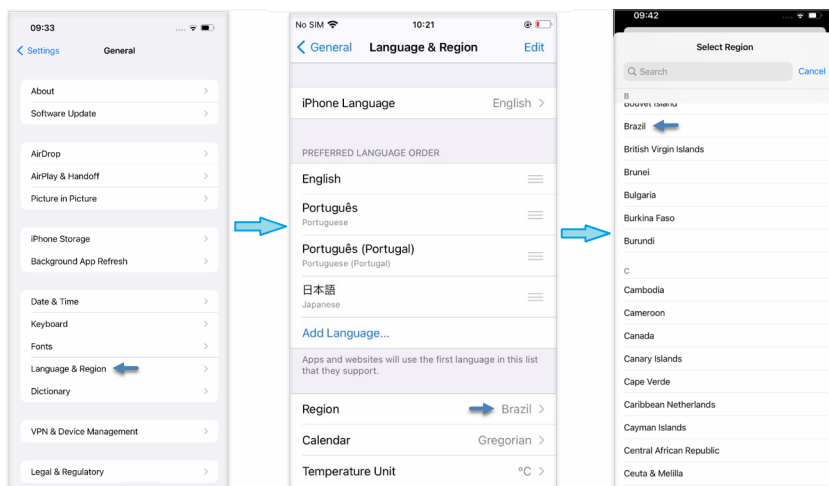 09:33
Settings
General
About
Software Update
AirDrop
AirPlay & Handoff
Picture in Picture
iPhone Storage
Background App Refresh
Date & Time
Keyboard
Fonts
Language & Region
Dictionary
VPN & Device Management
Legal & Regulatory
No SIM
10:21
General
Language & Region
Edit
iPhone Language
English
PREFERRED LANGUAGE ORDER
English
Português
Portuguese
Português (Portugal)
Portuguese (Portugal)
日本語
Japanese
Add Language...
Apps and websites will use the first language in this list
that they support.
Region
Brazil
Calendar
Gregorian
Temperature Unit
°C
09:42
Select Region
Search
Cancel
B
Bouvet Island
Brazil
British Virgin Islands
Brunei
Bulgaria
Burkina Faso
Burundi
C
Cambodia
Cameroon
Canada
Canary Islands
Cape Verde
Caribbean Netherlands
Cayman Islands
Central African Republic
Ceuta & Melilla